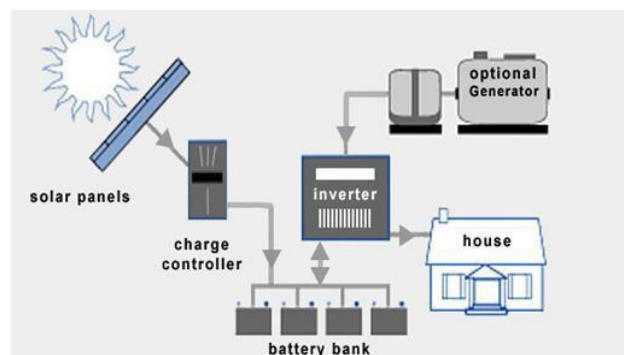 optional
Generator
inverter
solar panels
house
charge
controller
battery bank